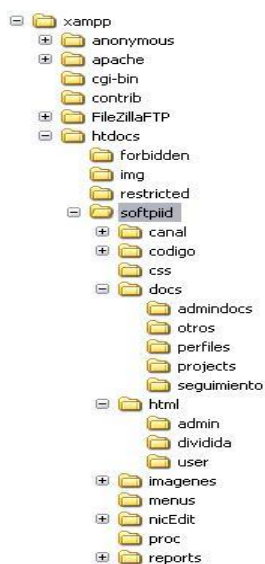 xampp
anonymous
apache
cgi-bin
contrib
FileZillaFTP
htdocs
forbidden
img
restricted
softpiid
canal
codigo
css
docs
admindocs
otros
perfiles
projects
seguimiento
html
admin
dividida
user
imagenes
menus
nicEdit
proc
reports